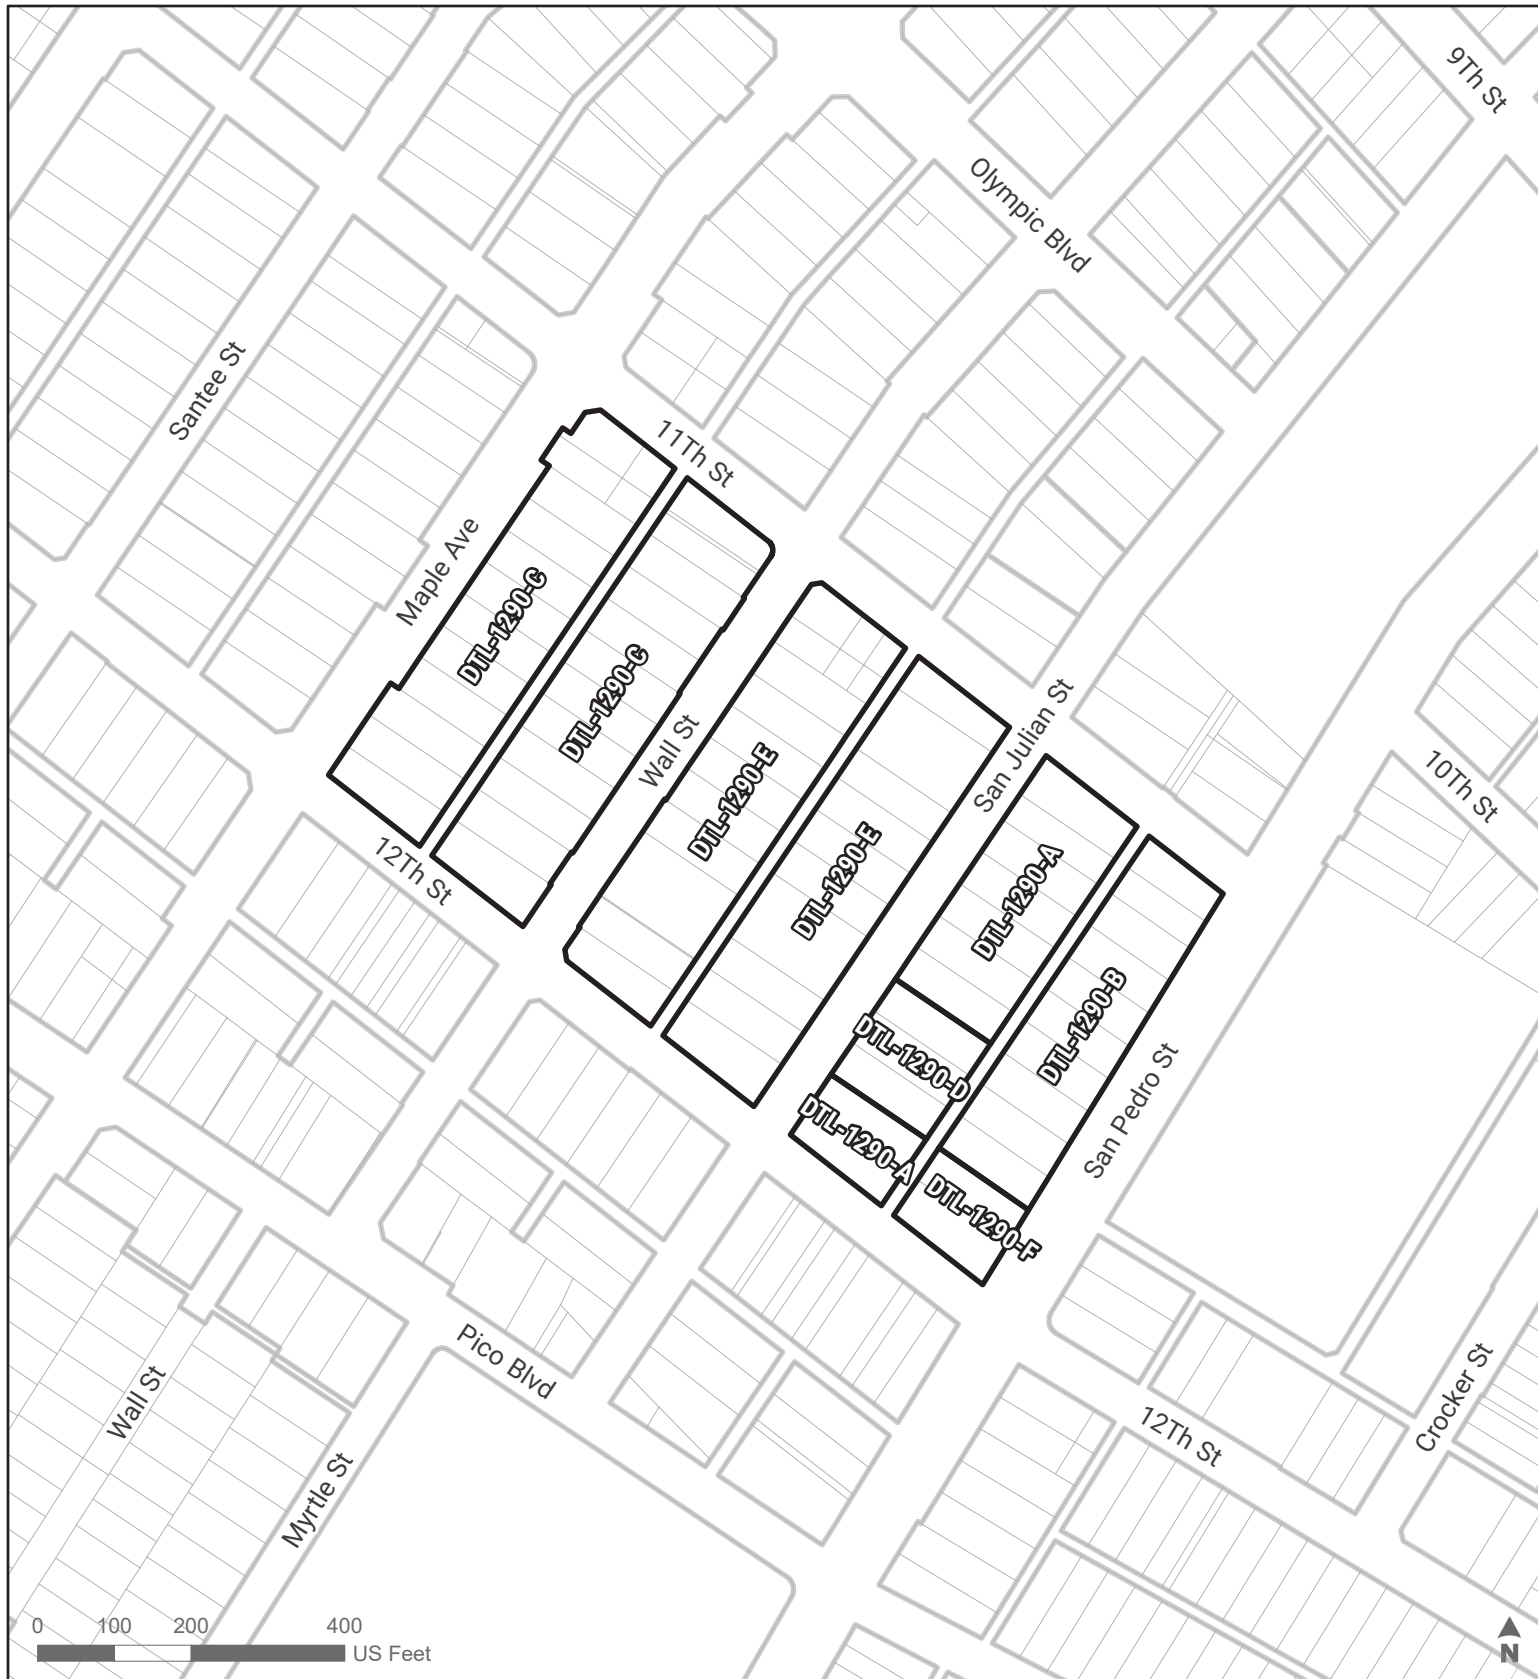 9Th St
Olympic Blvd
Santee St
11Th St
Maple Ave
DTL-1290-C
DTL-1290-C
Wall St
San Julian St
DTL-1290-E
DTL-1290-E
10Th St
12Th St
DTL-1290-A
DTL-1290-B
DTL-1290-D
DTL-1290-A
San Pedro St
DTL-1290-F
Pico Blvd
Wall St
Myrtle St
12Th St
Crocker St
0 100 200 400
US Feet
N